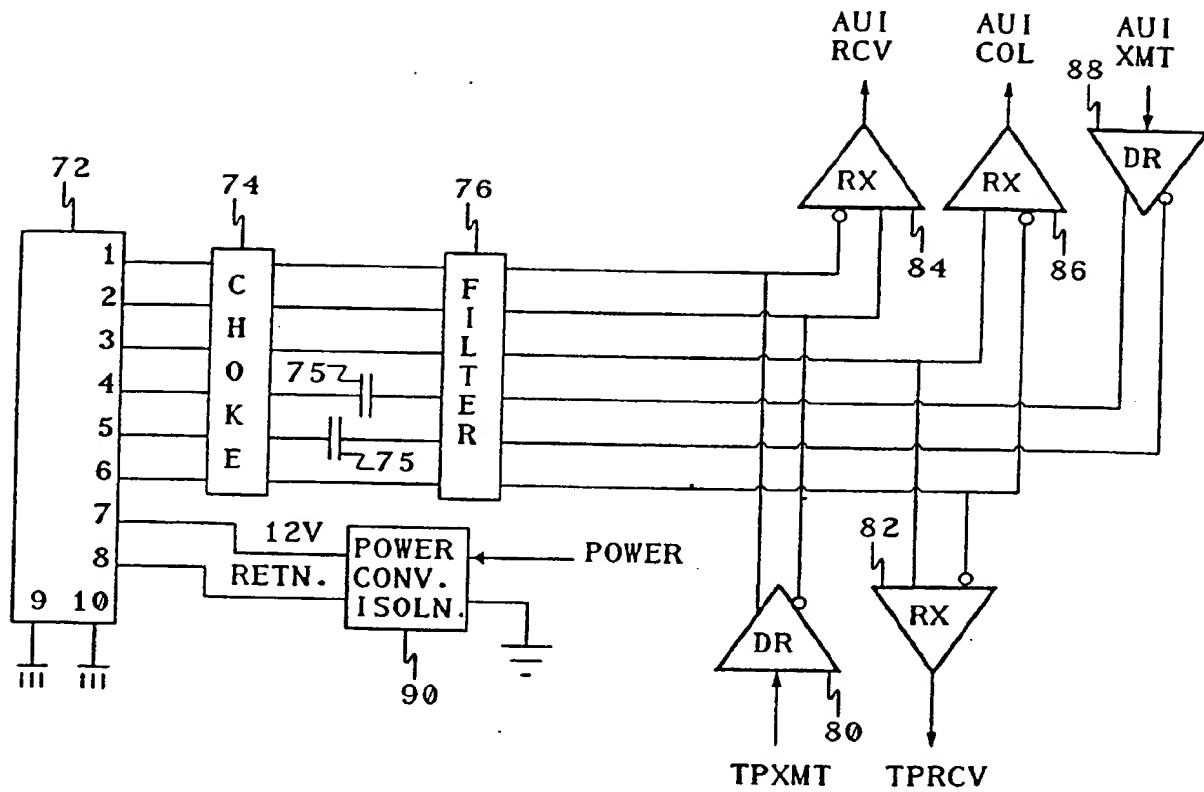 AUI RCV
AUI COL
AUI XMT
88
DR
72
74
76
RX
RX
84
86
1
2
3
4
5
6
7
8
9 10
CHOKE
FILTER
75
75
12V
RETN.
POWER CONV. ISOLN.
POWER
90
82
DR
RX
80
TPXMT
TPRCV